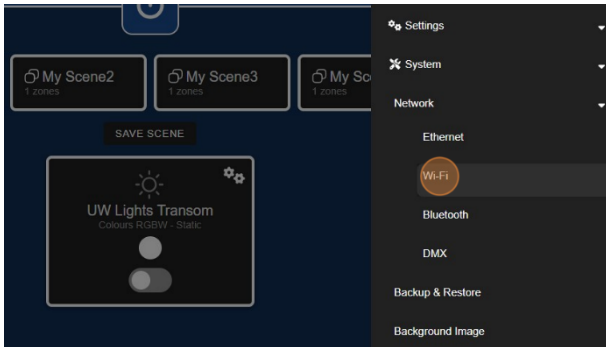 My Scene2
1 zones
My Scene3
1 zones
My Sc
1 zones
SAVE SCENE
UW Lights Transom
Colours RGBW - Static
Settings
System
Network
Ethernet
Wi-Fi
Bluetooth
DMX
Backup & Restore
Background Image